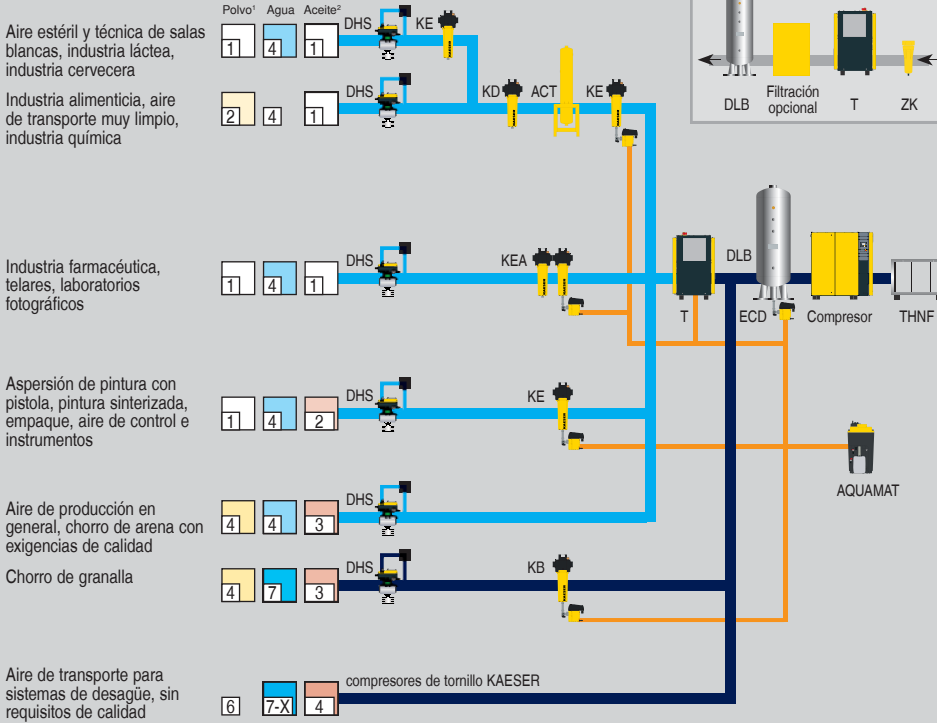 Polvo¹ Agua Aceite²
Aire estéril y técnica de salas
blancas, industria láctea,
industria cervecera
1 4 1
DHS KE
Industria alimenticia, aire
de transporte muy limpio,
industria química
2 4 1
DHS KD ACT KE
DLB
Filtración
opcional
T ZK
Industria farmacéutica,
telares, laboratorios
fotográficos
1 4 1
DHS KEA
T
DLB
ECD
Compresor
THNF
Aspersión de pintura con
pistola, pintura sinterizada,
empaque, aire de control e
instrumentos
1 4 2
DHS KE
AQUAMAT
Aire de producción en
general, chorro de arena con
exigencias de calidad
4 4 3
DHS
Chorro de granalla
4 7 3
DHS KB
Aire de transporte para
sistemas de desagüe, sin
requisitos de calidad
6 7-X 4
compresores de tornillo KAESER